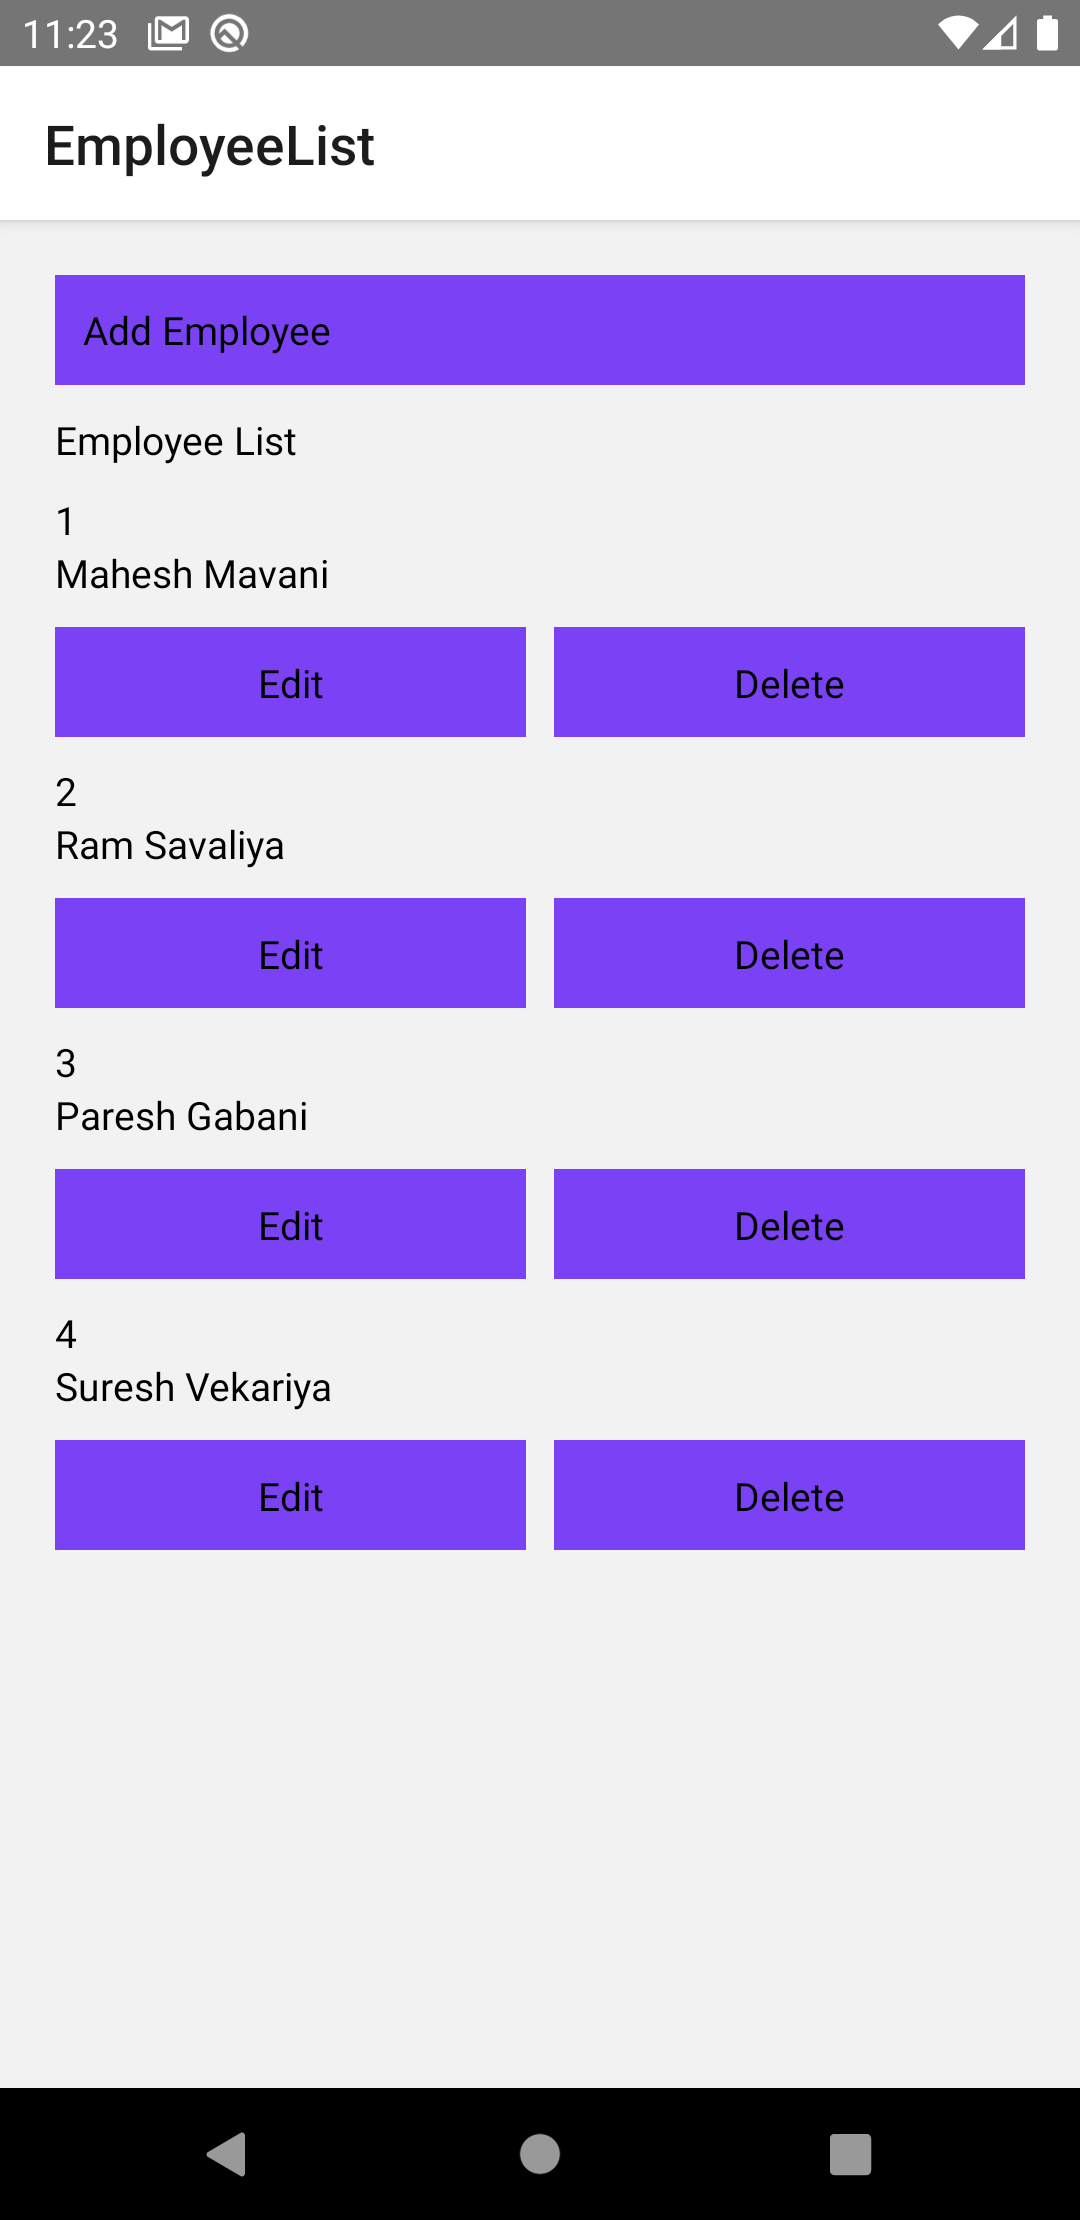 11:23
EmployeeList
Add Employee
Employee List
1
Mahesh Mavani
Edit Delete
2
Ram Savaliya
Edit Delete
3
Paresh Gabani
Edit Delete
4
Suresh Vekariya
Edit Delete